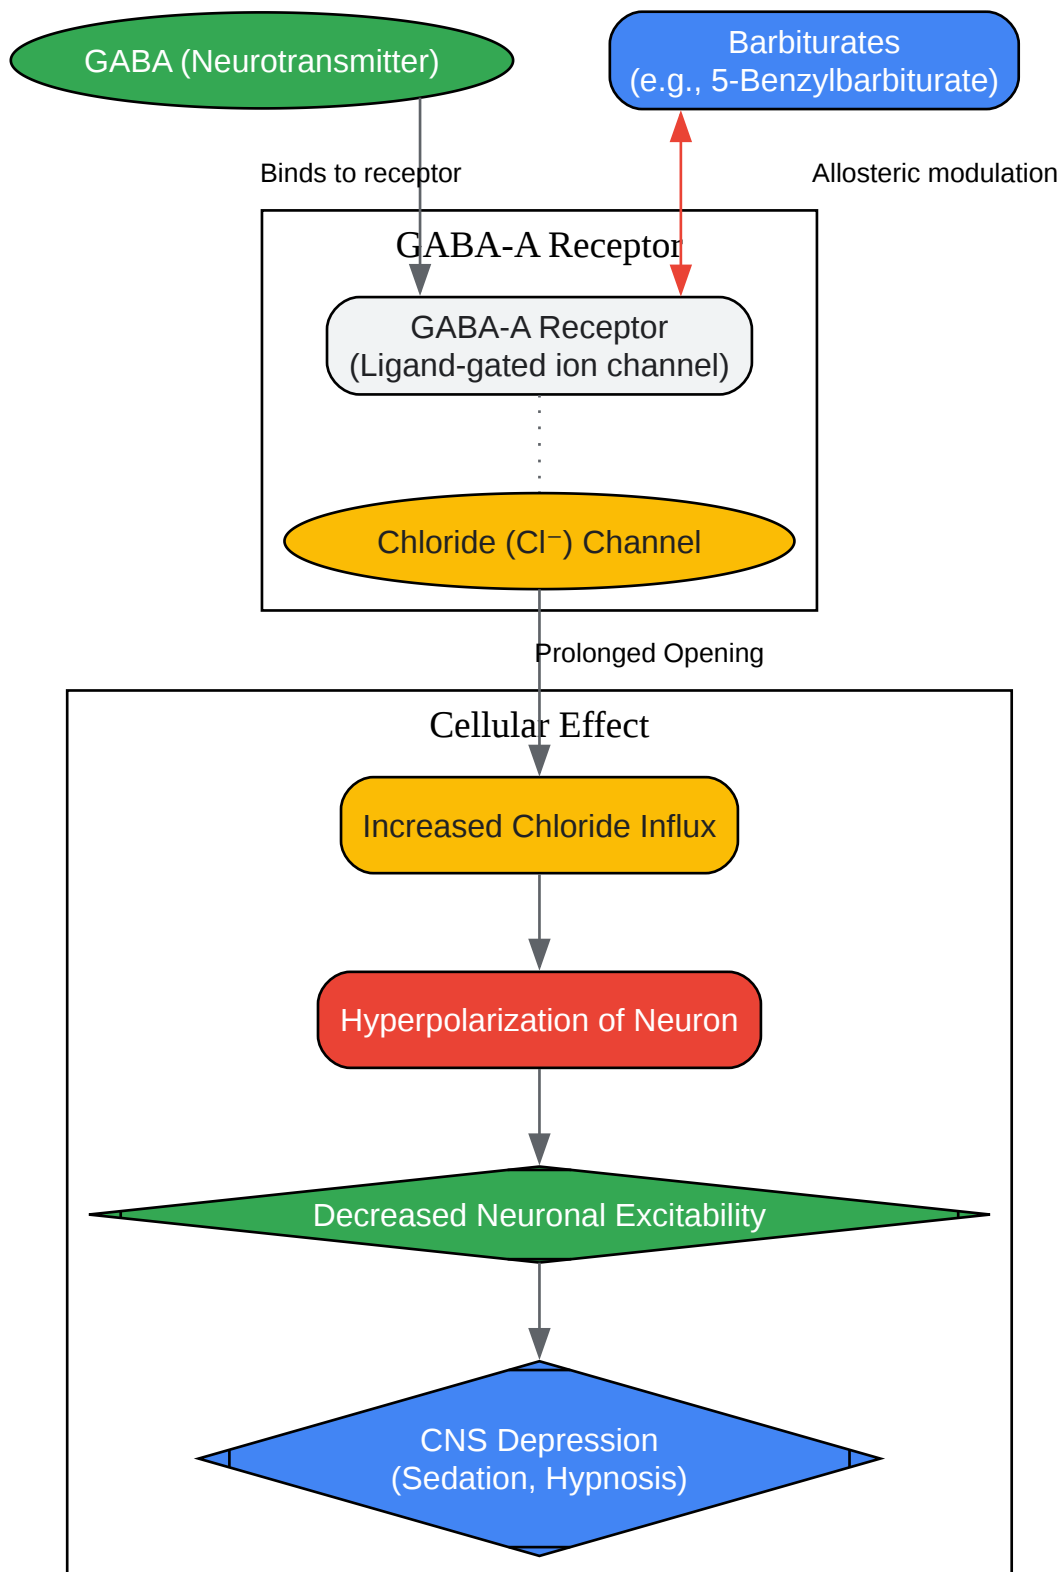 GABA (Neurotransmitter)
Barbiturates
(e.g., 5-Benzylbarbiturate)
Binds to receptor
Allosteric modulation
GABA-A Receptor
GABA-A Receptor
(Ligand-gated ion channel)
Chloride (Cl⁻) Channel
Prolonged Opening
Cellular Effect
Increased Chloride Influx
Hyperpolarization of Neuron
Decreased Neuronal Excitability
CNS Depression
(Sedation, Hypnosis)